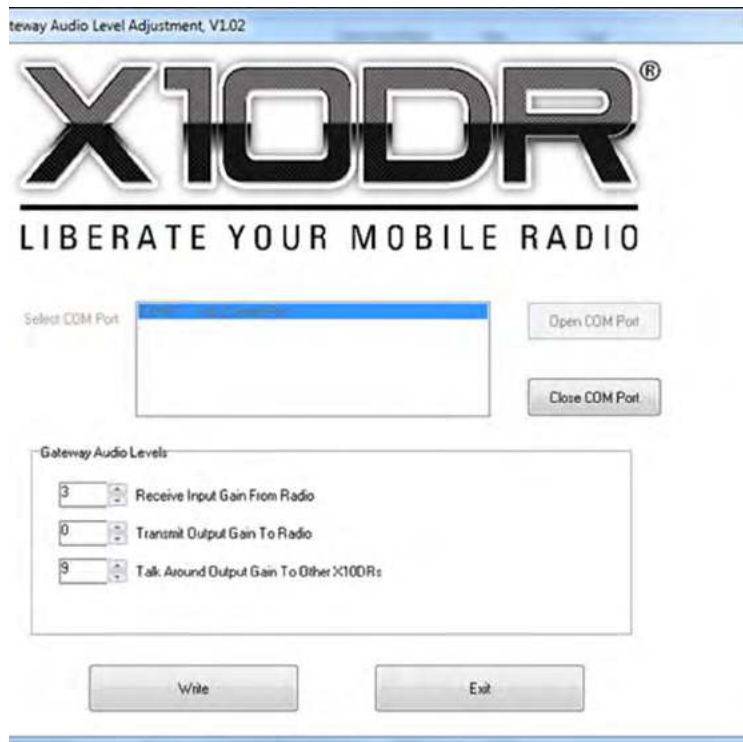 teway Audio Level Adjustment, V1.02
X10DR®
LIBERATE YOUR MOBILE RADIO
Select COM Port
Open COM Port
Close COM Port
Gateway Audio Levels
3 Receive Input Gain From Radio
0 Transmit Output Gain To Radio
9 Talk Around Output Gain To Other X10DRs
Write Exit